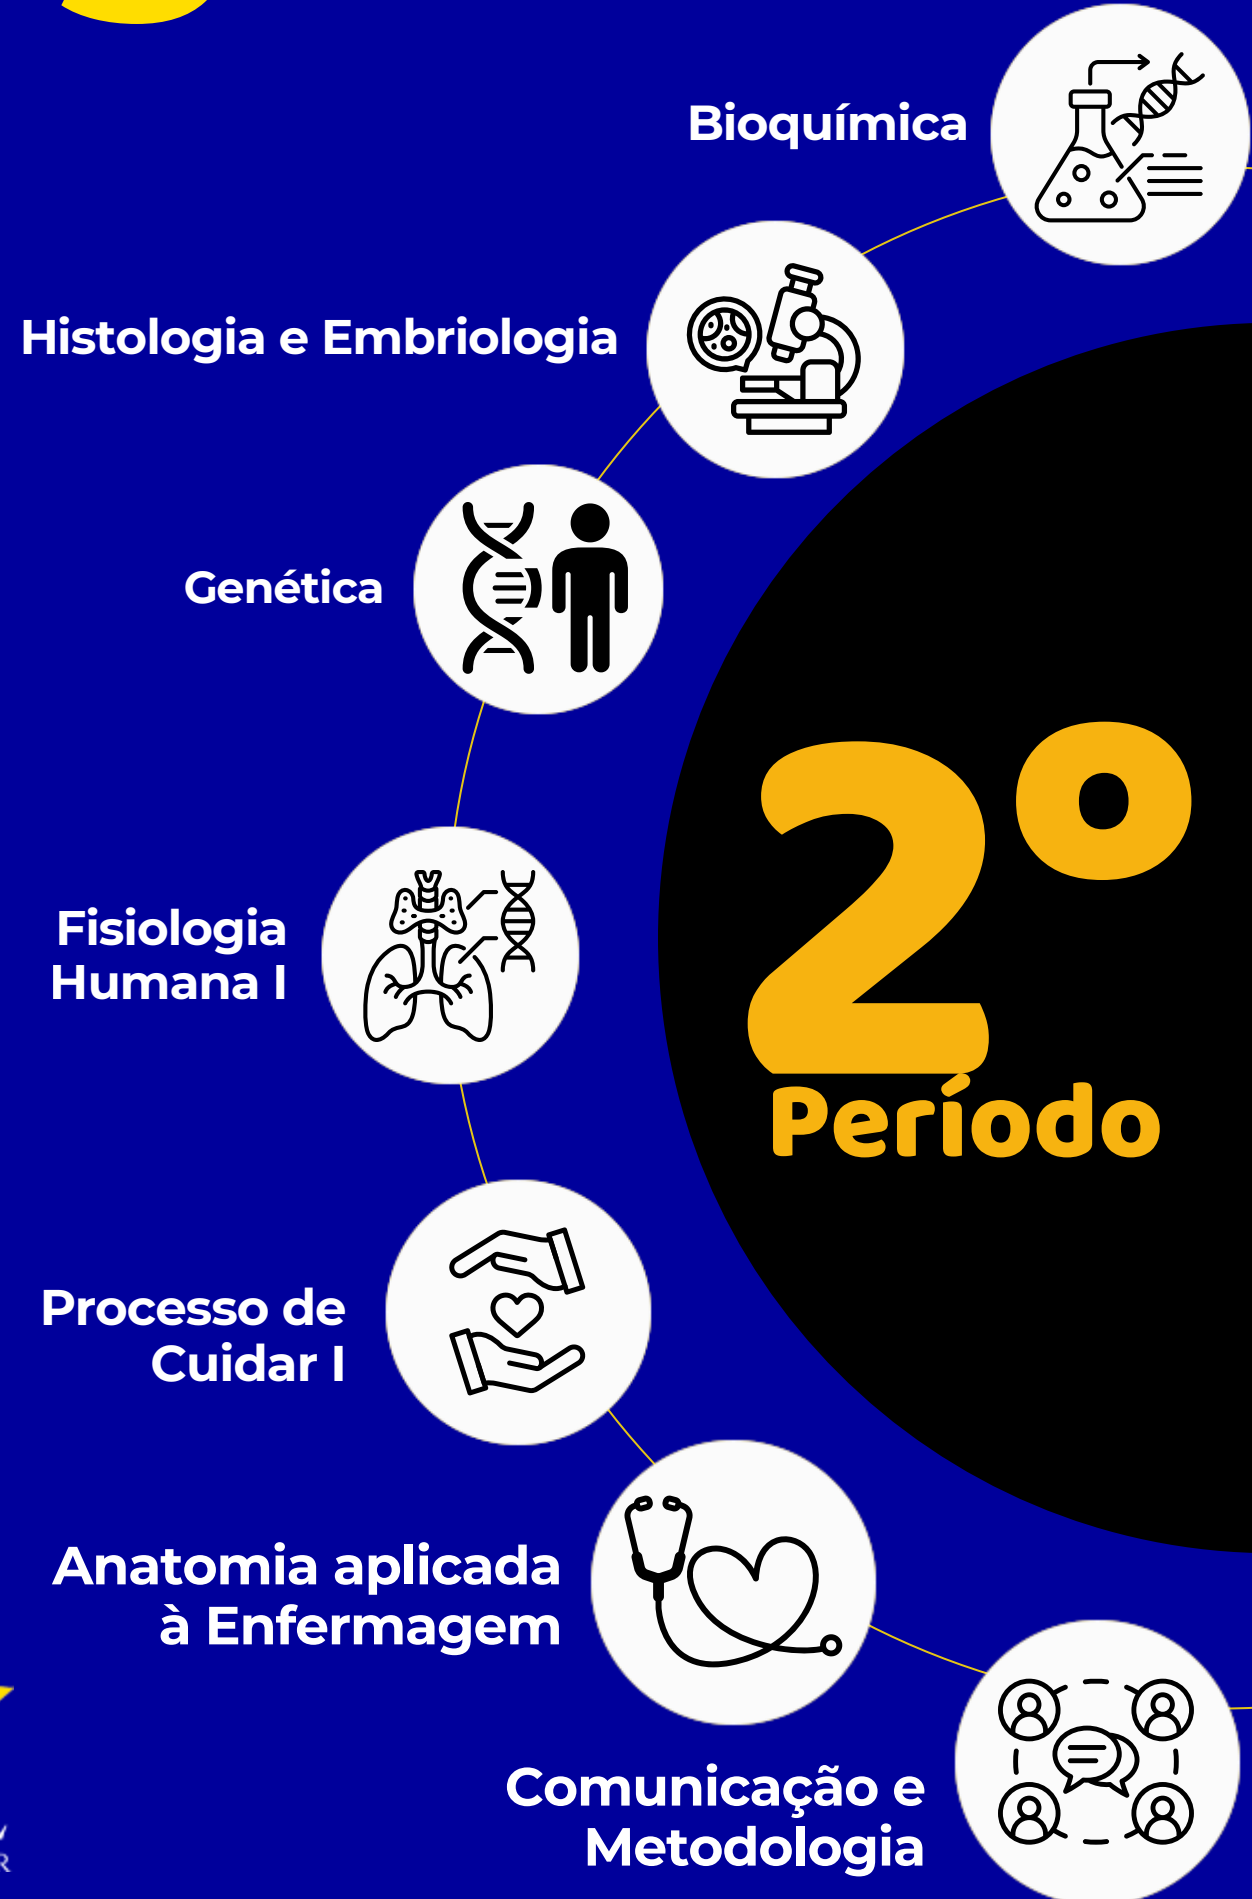 Bioquímica
Histologia e Embriologia
Genética
Fisiologia
Humana I
2º
Período
Processo de
Cuidar I
Anatomia aplicada
à Enfermagem
Comunicação e
Metodologia